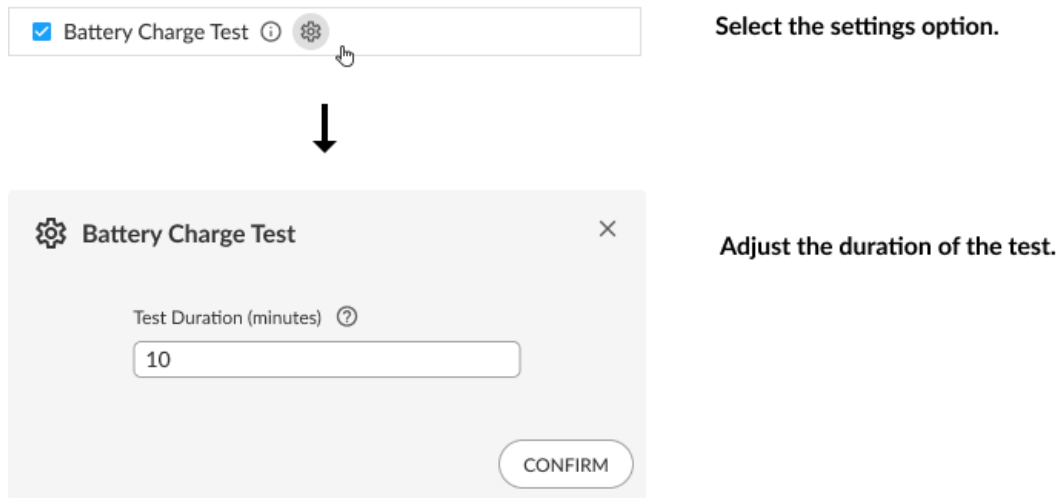 Battery Charge Test
Select the settings option.
Battery Charge Test
Adjust the duration of the test.
Test Duration (minutes)
10
CONFIRM